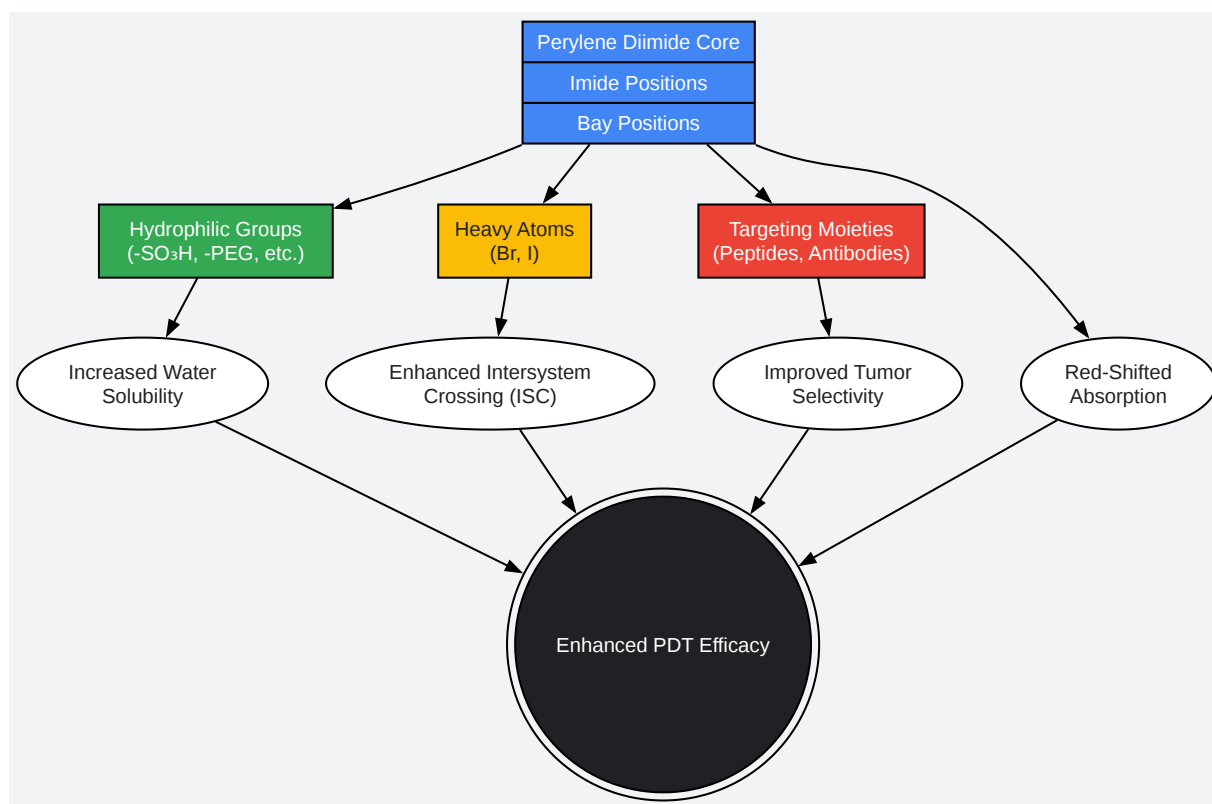 Perylene Diimide Core
Imide Positions
Bay Positions
Hydrophilic Groups
(-SO₃H, -PEG, etc.)
Heavy Atoms
(Br, I)
Targeting Moieties
(Peptides, Antibodies)
Increased Water
Solubility
Enhanced Intersystem
Crossing (ISC)
Improved Tumor
Selectivity
Red-Shifted
Absorption
Enhanced PDT Efficacy